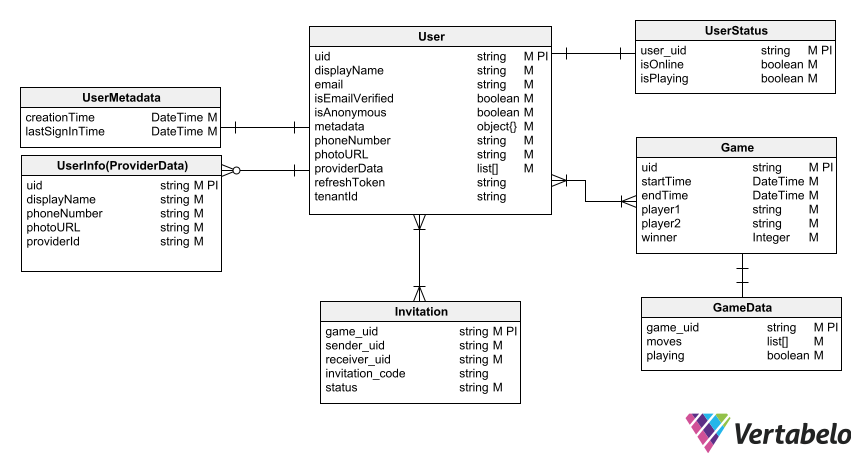 User
uid string M PI
displayName string M
email string M
isEmailVerified boolean M
isAnonymous boolean M
metadata object{} M
phoneNumber string M
photoURL string M
providerData list[] M
refreshToken string
tenantId string
UserStatus
user_uid string M PI
isOnline boolean M
isPlaying boolean M
UserMetadata
creationTime DateTime M
lastSignInTime DateTime M
UserInfo(ProviderData)
uid string M PI
displayName string M
phoneNumber string M
photoURL string M
providerId string M
Game
uid string M PI
startTime DateTime M
endTime DateTime M
player1 string M
player2 string M
winner Integer M
Invitation
game_uid string M PI
sender_uid string M
receiver_uid string M
invitation_code string
status string M
GameData
game_uid string M PI
moves list[] M
playing boolean M
Vertabelo